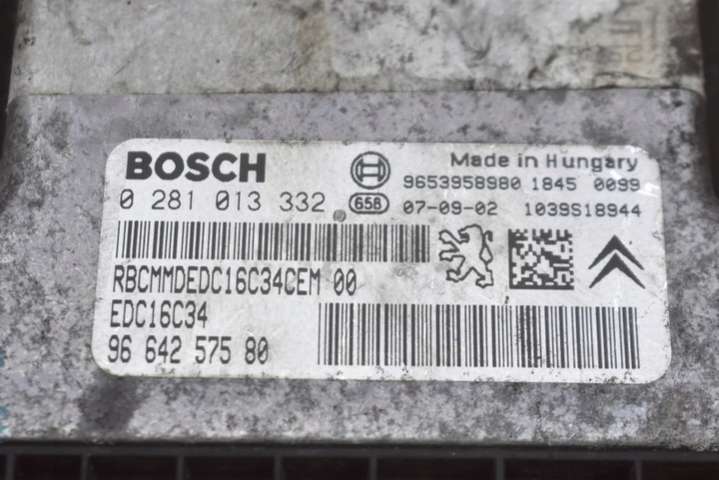 BOSCH
Made in Hungary
9653958980 1845 0099
0 281 013 332
658 07-09-02 1039S18944
RBCMMDEDC16C34CEM 00
EDC16C34
96 642 575 80